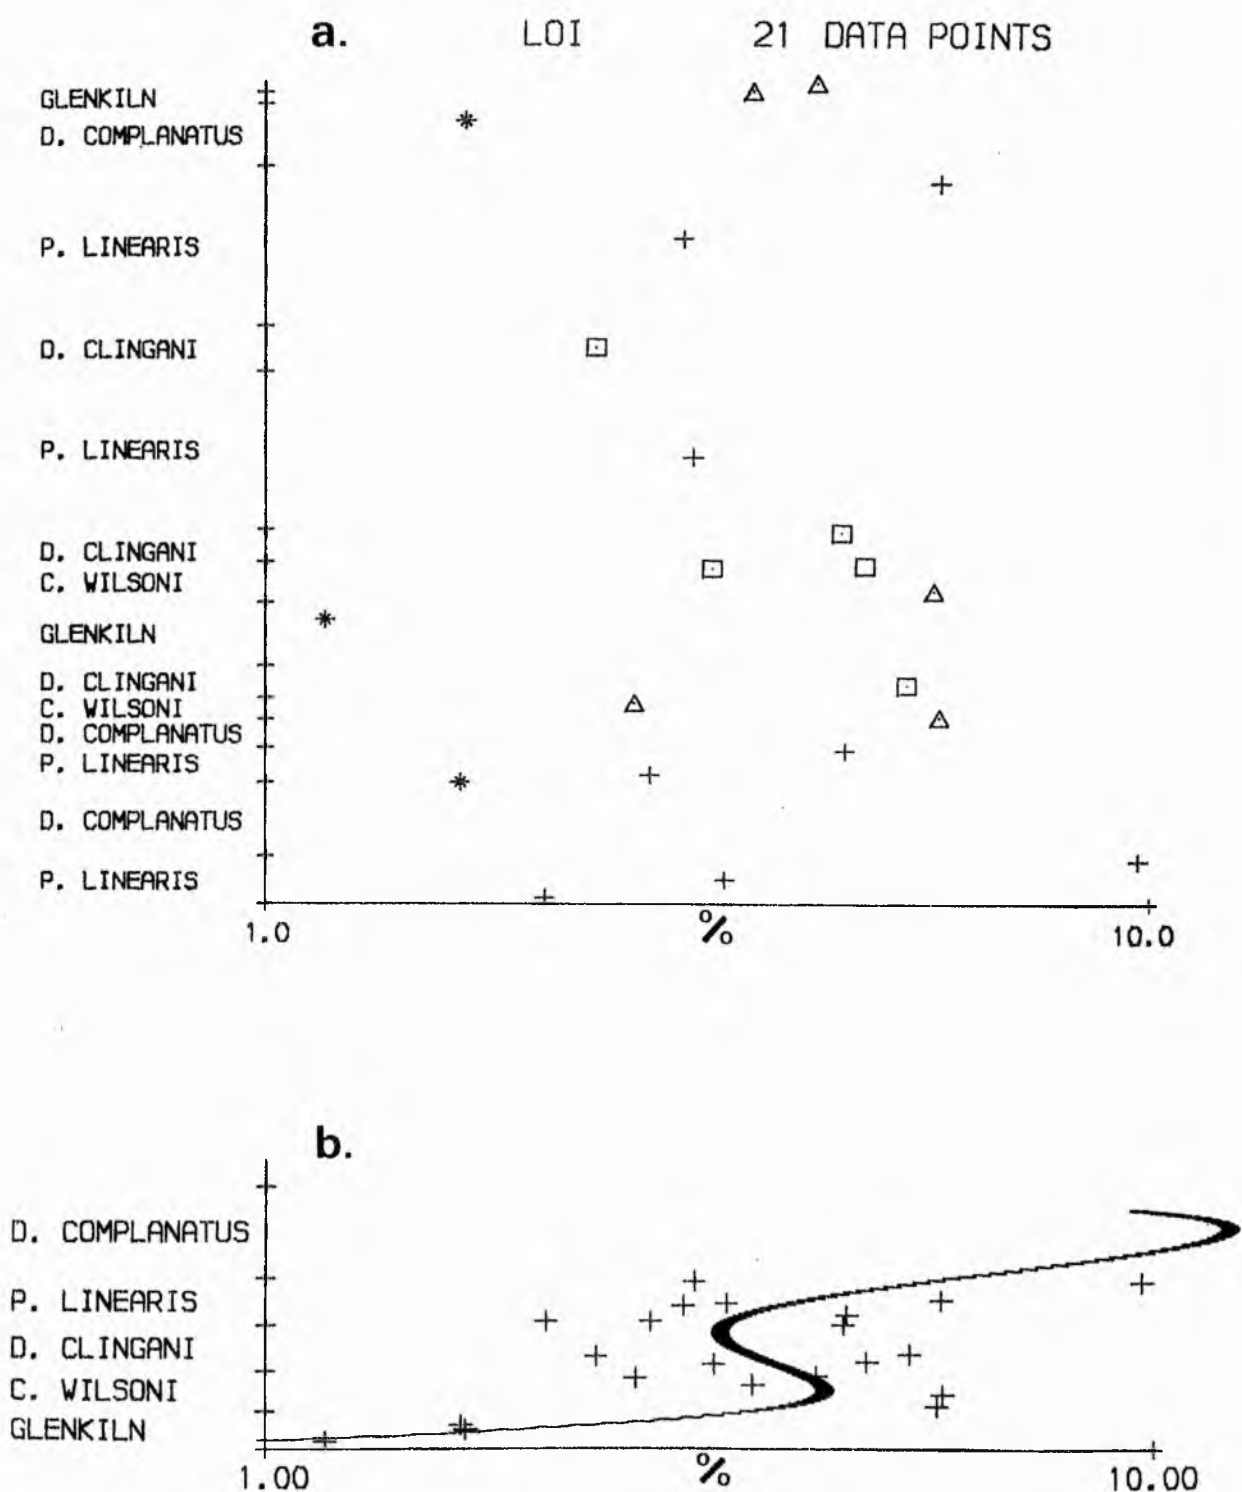 a. LOI 21 DATA POINTS
GLENKILN
D. COMPLANATUS
P. LINEARIS
D. CLINGANI
P. LINEARIS
D. CLINGANI
C. WILSONI
GLENKILN
D. CLINGANI
C. WILSONI
D. COMPLANATUS
P. LINEARIS
D. COMPLANATUS
P. LINEARIS
1.0 % 10.0
b.
D. COMPLANATUS
P. LINEARIS
D. CLINGANI
C. WILSONI
GLENKILN
1.00 % 10.00